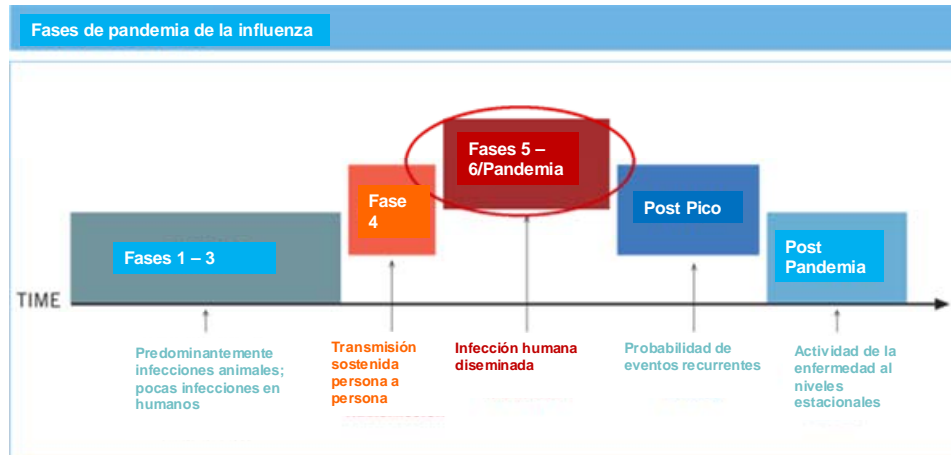 Fases de pandemia de la influenza
Fases 5 –
6/Pandemia
Fase
4
Post Pico
Fases 1 – 3
Post
Pandemia
TIME
Predominantemente
infecciones animales;
pocas infecciones en
humanos
Transmisión
sostenida
persona a
persona
Infección humana
diseminada
Probabilidad de
eventos recurrentes
Actividad de la
enfermedad al
niveles
estacionales